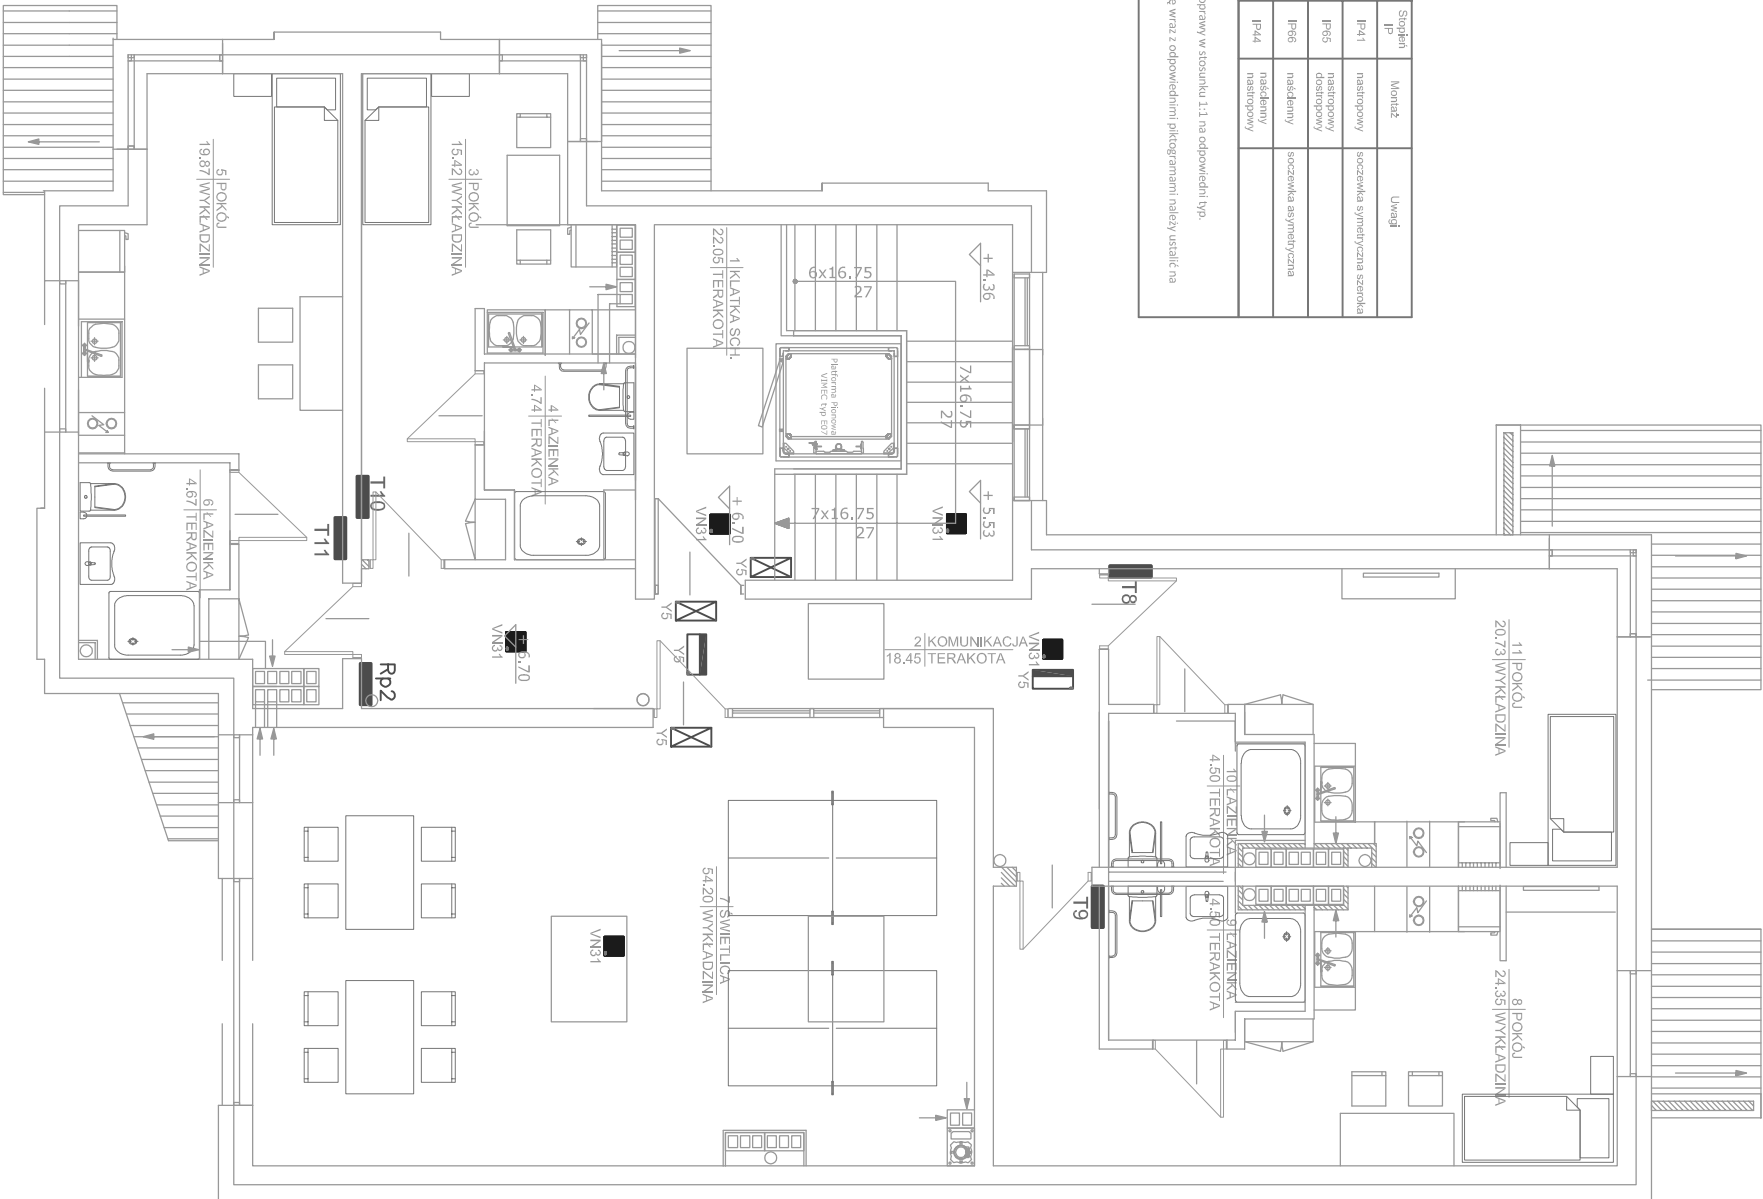 Stopień
IP
Montaż
Uwagi
IP41
nastropowy
soczewka symetryczna szeroka
IP65
nastropowy
dostropowy
IP66
naścienny
soczewka asymetryczna
IP44
naścienny
nastropowy
oprawy w stosunku 1:1 na odpowiedni typ.
ę wraz z odpowiednimi piktogramami należy ustalić na
5 POKÓJ
19.87 WYKŁADZINA
3 POKÓJ
15.42 WYKŁADZINA
1 KLATKA SCH.
22.05 TERAKOTA
6x16.75
27
+ 4.36
7x16.75
27
Platforma Pionowa
VIMEC typ E07
4 ŁAZIENKA
4.74 TERAKOTA
6 ŁAZIENKA
4.67 TERAKOTA
T10
T11
+ 6.70
VN31
7x16.75
27
VN31
+ 5.53
Y5
T8
Y5
VN31
+ 6.70
Y5
2 KOMUNIKACJA
18.45 TERAKOTA
VN31
Y5
Rp2
Y5
11 POKÓJ
20.73 WYKŁADZINA
10 ŁAZIENKA
4.50 TERAKOTA
7 ŚWIETLICA
54.20 WYKŁADZINA
VN31
T9
9 ŁAZIENKA
4.50 TERAKOTA
8 POKÓJ
24.35 WYKŁADZINA